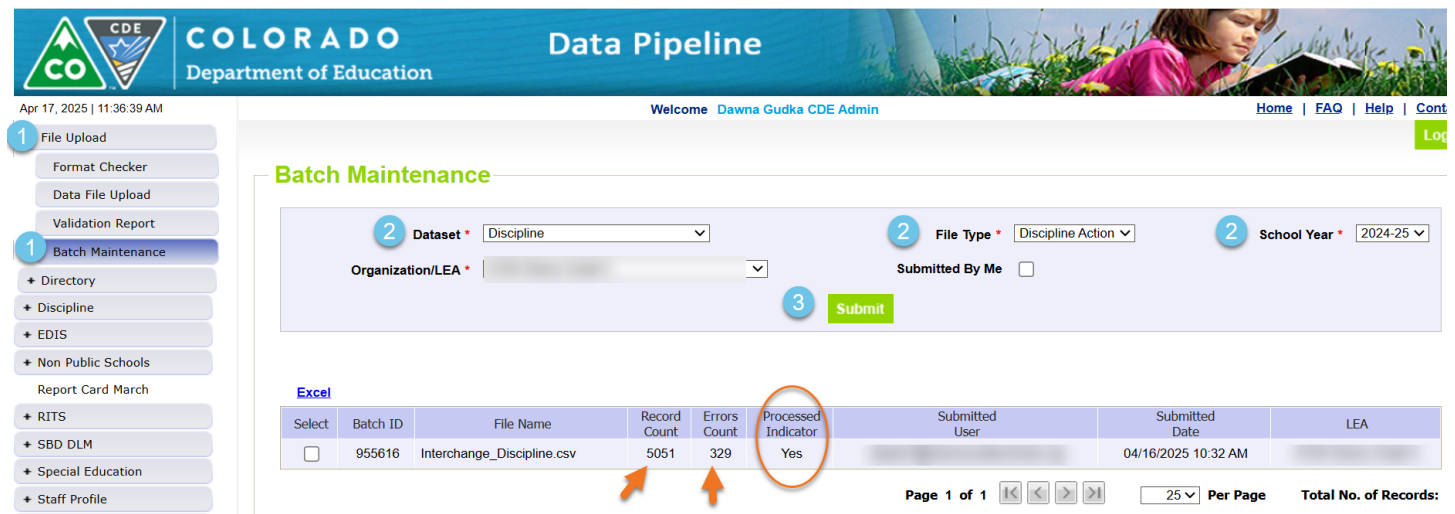 CDE
CO
COLORADO
Department of Education
Data Pipeline
Apr 17, 2025 | 11:36:39 AM
Welcome Dawna Gudka CDE Admin
Home | FAQ | Help | Conta
Log
1 File Upload
Format Checker
Data File Upload
Validation Report
1 Batch Maintenance
+ Directory
+ Discipline
+ EDIS
+ Non Public Schools
Report Card March
+ RITS
+ SBD DLM
+ Special Education
+ Staff Profile
Batch Maintenance
2 Dataset * Discipline 2 File Type * Discipline Action 2 School Year * 2024-25
Organization/LEA * Submitted By Me
3 Submit
Excel
Select Batch ID File Name Record Count Errors Count Processed Indicator Submitted User Submitted Date LEA
955616 Interchange_Discipline.csv 5051 329 Yes 04/16/2025 10:32 AM
Page 1 of 1 25 Per Page Total No. of Records: